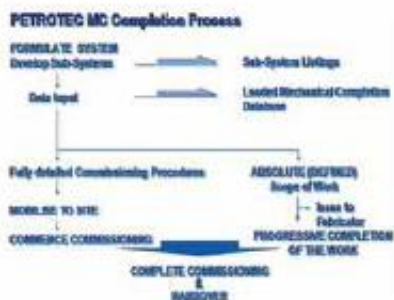 PETROTEC MC Completion Process
FORMULATE SYSTEM
Develop Sub-Systems
Sub-System Listings
Data Input
Loaded Mechanical Completion
Database
Fully detailed Commissioning Procedures
ABSOLUTE (DEFINED)
Scope of Work
MOBILISE TO SITE
Issue to
Fabricator
COMMENCE COMMISSIONING
PROGRESSIVE COMPLETION
OF THE WORK
COMPLETE COMMISSIONING
&
HANDOVER